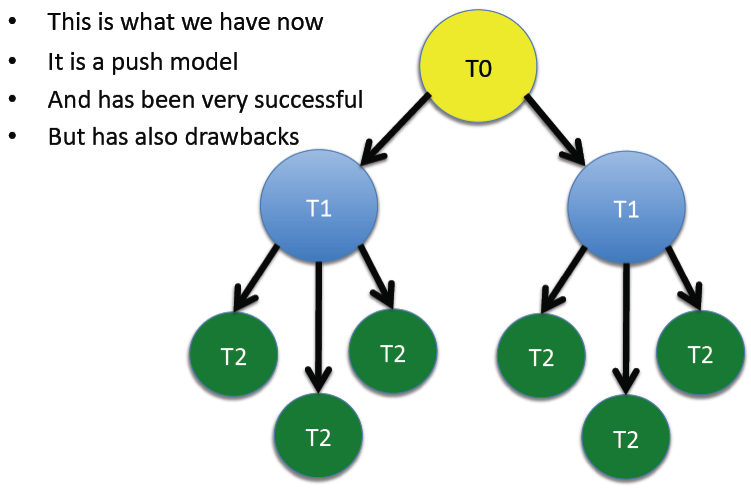 • This is what we have now
• It is a push model
• And has been very successful
• But has also drawbacks
T0
T1
T1
T2
T2
T2
T2
T2
T2